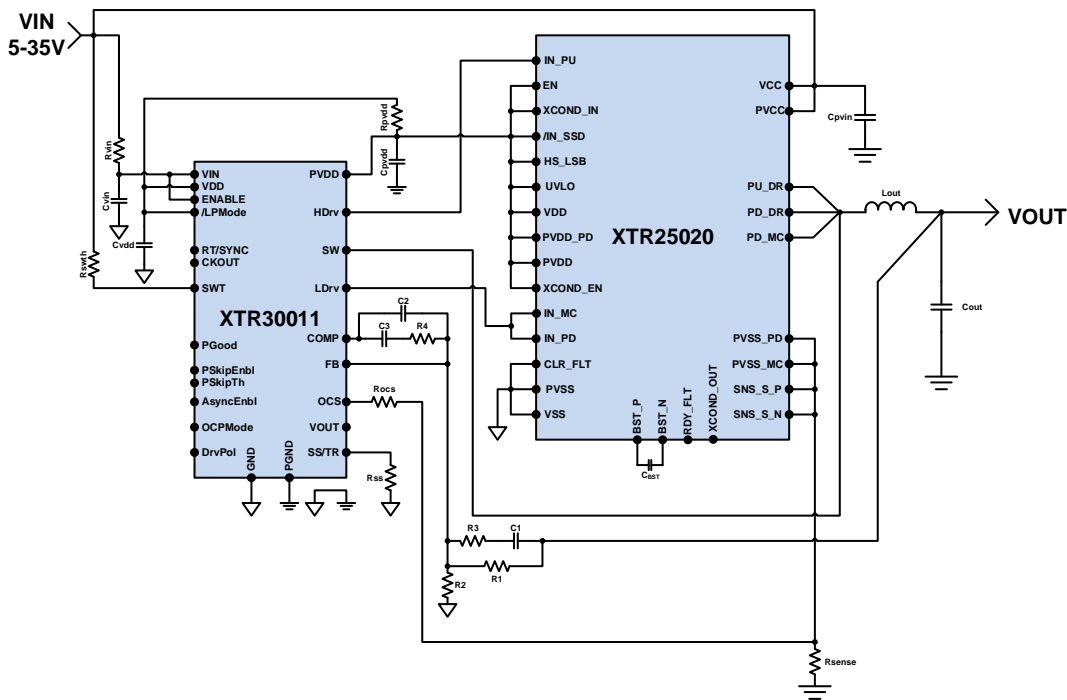 VIN
5-35V
Rvin
Cvin
Rswth
Cvdd
Rpvdd
Cpvdd
VIN
VDD
ENABLE
/LPMode
RT/SYNC
CKOUT
SWT
XTR30011
PGood
PSkipEnbl
PSkipTh
AsyncEnbl
OCPMode
DrvPol
GND
PGND
PVDD
HDrv
SW
LDrv
COMP
FB
OCS
VOUT
SS/TR
C2
C3
R4
Rocs
Rss
R3
C1
R1
R2
IN_PU
EN
XCOND_IN
/IN_SSD
HS_LSB
UVLO
VDD
PVDD_PD
PVDD
XCOND_EN
IN_MC
IN_PD
CLR_FLT
PVSS
VSS
XTR25020
BST_P
BST_N
RDY_FLT
XCOND_OUT
CBST
VCC
PVCC
PU_DR
PD_DR
PD_MC
PVSS_PD
PVSS_MC
SNS_S_P
SNS_S_N
Cpvin
Lout
VOUT
Cout
Rsense